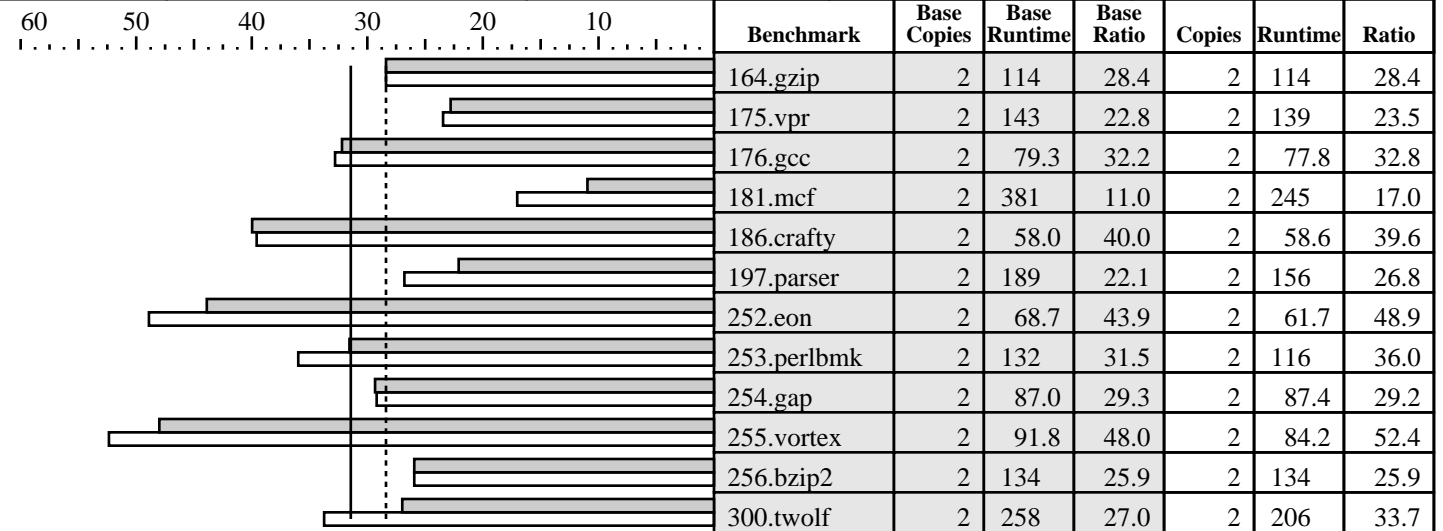 60 50 40 30 20 10 Benchmark Base Copies Base Runtime Base Ratio Copies Runtime Ratio
164.gzip 2 114 28.4 2 114 28.4
175.vpr 2 143 22.8 2 139 23.5
176.gcc 2 79.3 32.2 2 77.8 32.8
181.mcf 2 381 11.0 2 245 17.0
186.crafty 2 58.0 40.0 2 58.6 39.6
197.parser 2 189 22.1 2 156 26.8
252.eon 2 68.7 43.9 2 61.7 48.9
253.perlbmk 2 132 31.5 2 116 36.0
254.gap 2 87.0 29.3 2 87.4 29.2
255.vortex 2 91.8 48.0 2 84.2 52.4
256.bzip2 2 134 25.9 2 134 25.9
300.twolf 2 258 27.0 2 206 33.7